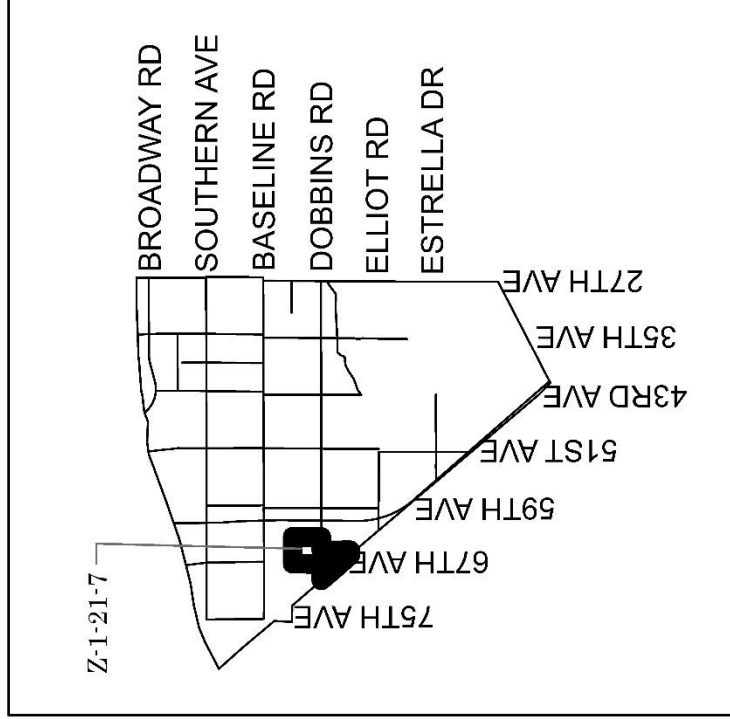 Z-1-21-7
BROADWAY RD
SOUTHERN AVE
BASELINE RD
DOBBINS RD
ELLIOT RD
ESTRELLA DR
75TH AVE
67TH AVE
59TH AVE
51ST AVE
43RD AVE
35TH AVE
27TH AVE